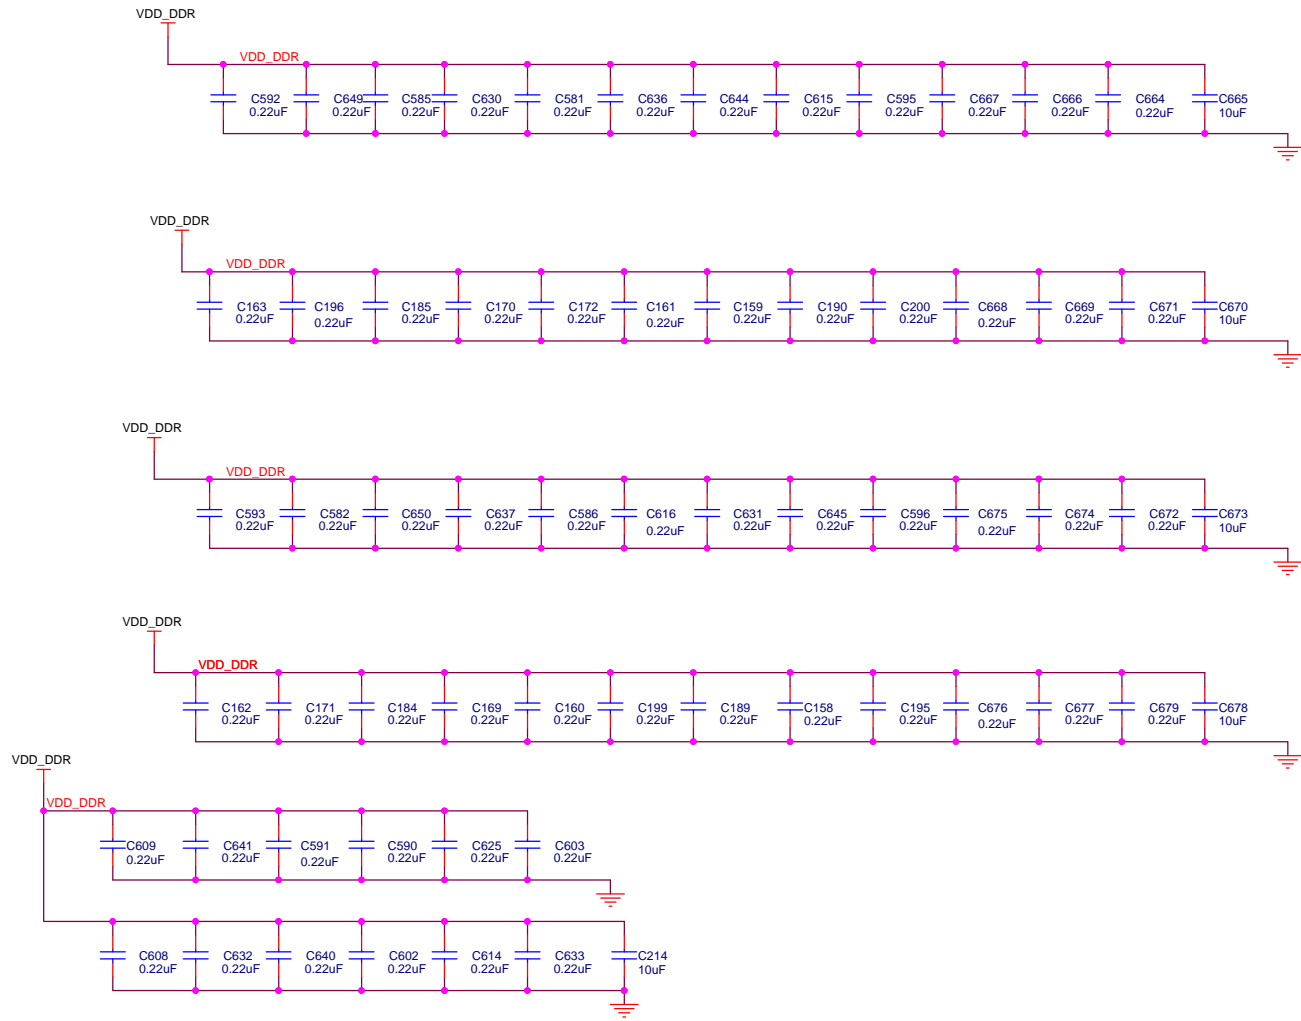 VDD_DDR
VDD_DDR
C592 C649 C585 C630 C581 C636 C644 C615 C595 C667 C666 C664 C665
0.22uF 0.22uF 0.22uF 0.22uF 0.22uF 0.22uF 0.22uF 0.22uF 0.22uF 0.22uF 0.22uF 0.22uF 10uF
VDD_DDR
VDD_DDR
C163 C196 C185 C170 C172 C161 C159 C190 C200 C668 C669 C671 C670
0.22uF 0.22uF 0.22uF 0.22uF 0.22uF 0.22uF 0.22uF 0.22uF 0.22uF 0.22uF 0.22uF 0.22uF 10uF
VDD_DDR
VDD_DDR
C593 C582 C650 C637 C586 C616 C631 C645 C596 C675 C674 C672 C673
0.22uF 0.22uF 0.22uF 0.22uF 0.22uF 0.22uF 0.22uF 0.22uF 0.22uF 0.22uF 0.22uF 0.22uF 10uF
VDD_DDR
VDD_DDR
C162 C171 C184 C169 C160 C199 C189 C158 C195 C676 C677 C679 C678
0.22uF 0.22uF 0.22uF 0.22uF 0.22uF 0.22uF 0.22uF 0.22uF 0.22uF 0.22uF 0.22uF 0.22uF 10uF
VDD_DDR
VDD_DDR
C609 C641 C591 C590 C625 C603
0.22uF 0.22uF 0.22uF 0.22uF 0.22uF 0.22uF
C608 C632 C640 C602 C614 C633 C214
0.22uF 0.22uF 0.22uF 0.22uF 0.22uF 0.22uF 10uF